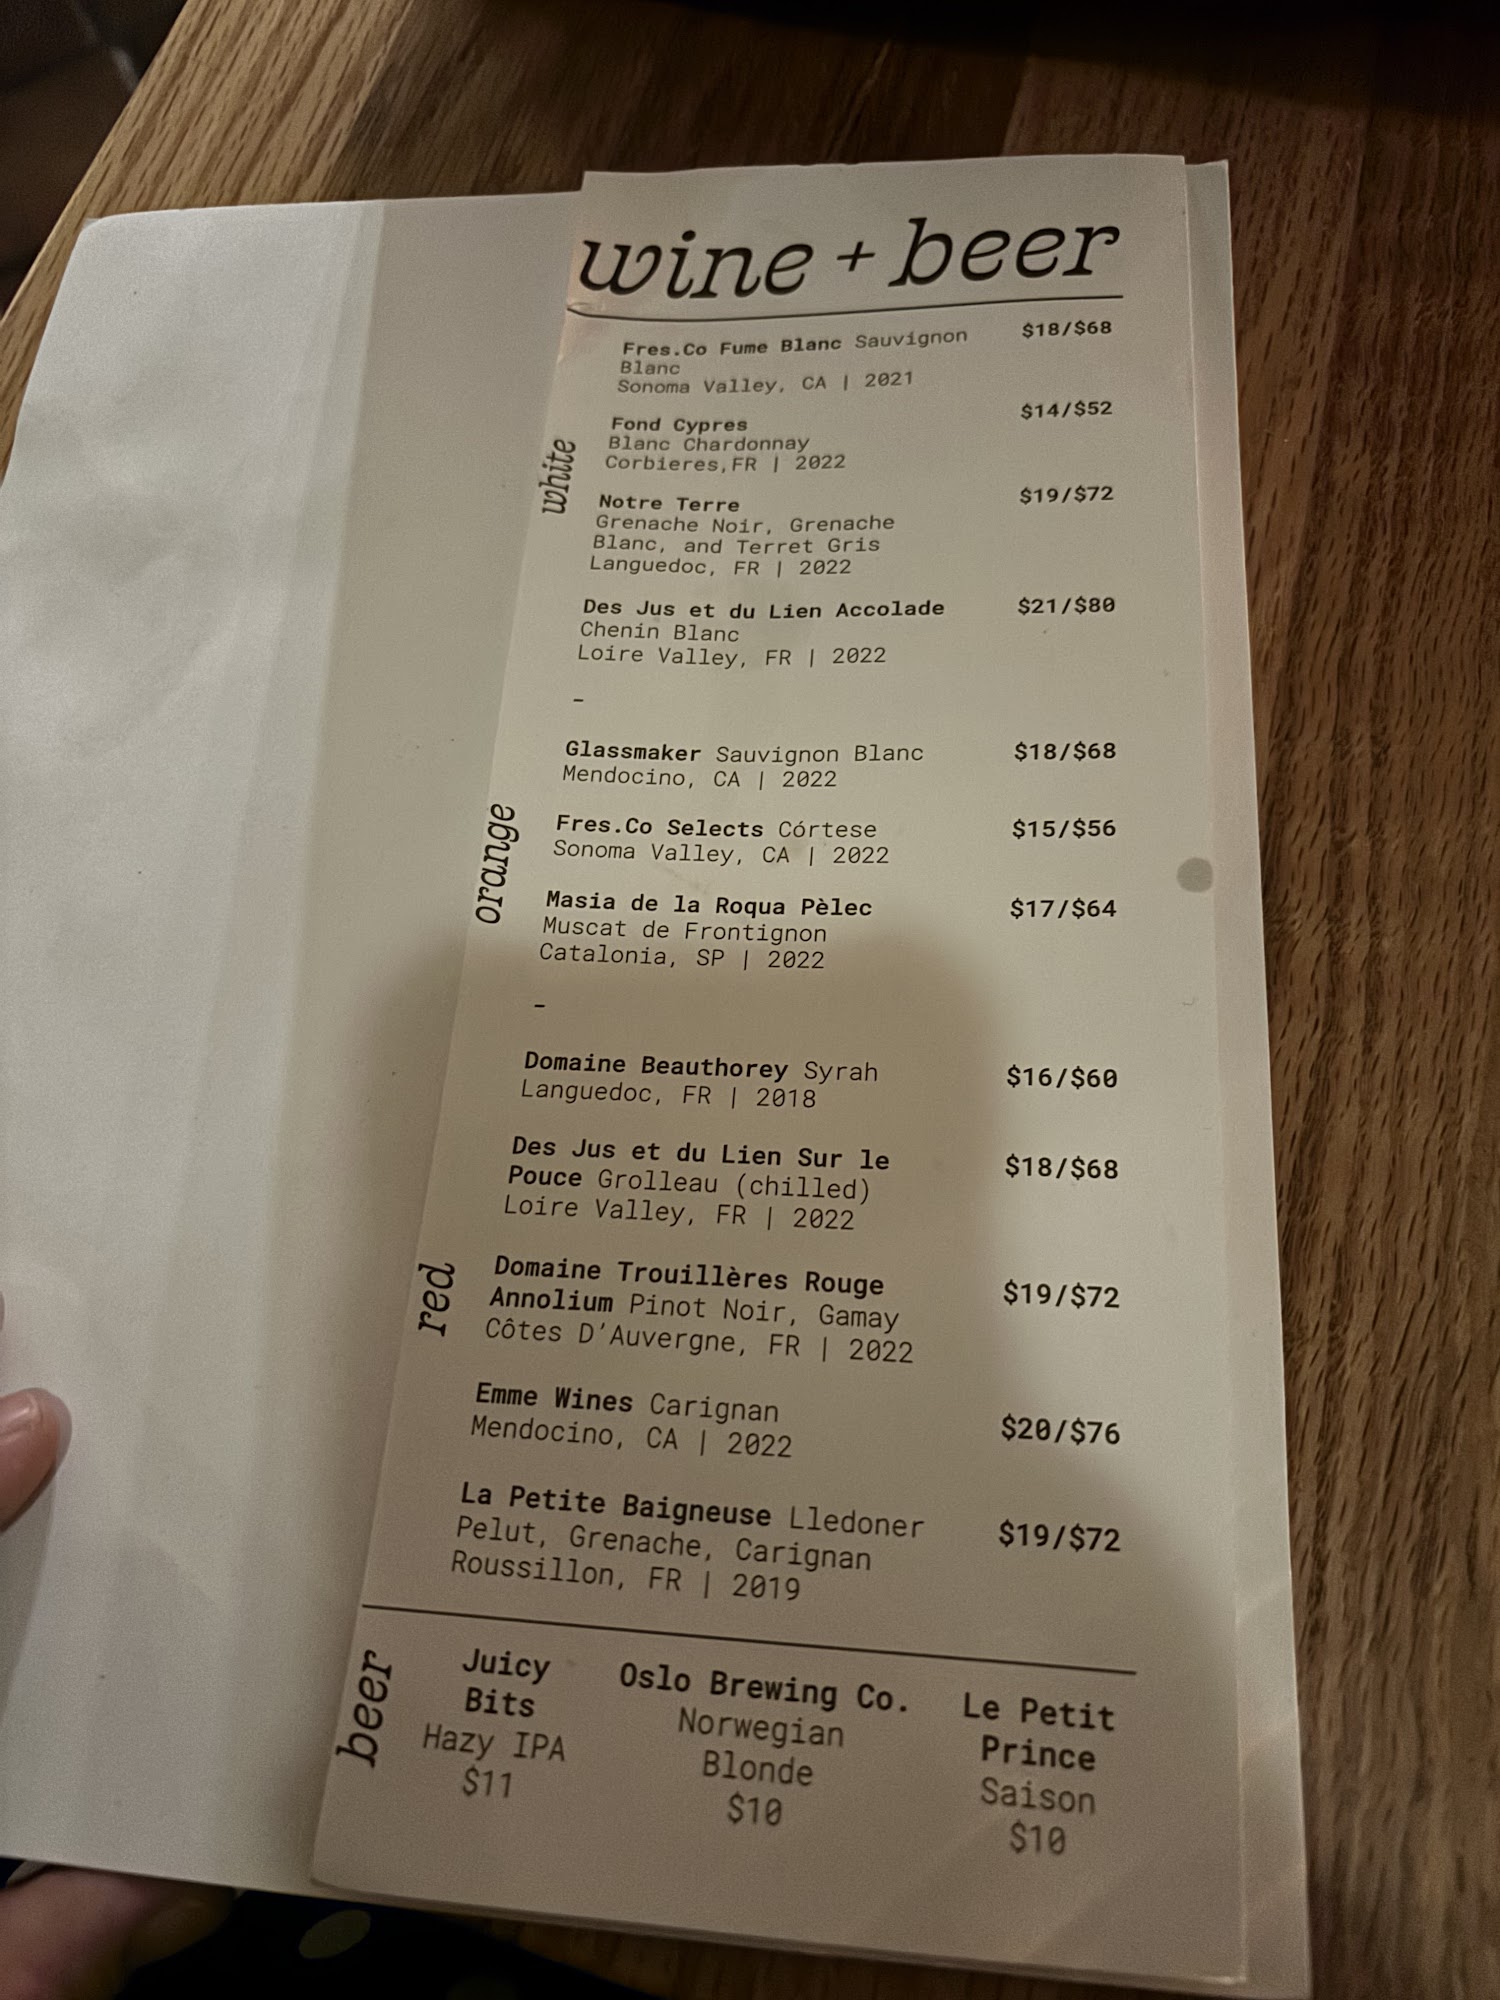 wine + beer
white
Fres.Co Fume Blanc Sauvignon $18/$68
Blanc
Sonoma Valley, CA | 2021
Fond Cypres $14/$52
Blanc Chardonnay
Corbieres,FR | 2022
Notre Terre $19/$72
Grenache Noir, Grenache
Blanc, and Terret Gris
Languedoc, FR | 2022
Des Jus et du Lien Accolade $21/$80
Chenin Blanc
Loire Valley, FR | 2022
-
orange
Glassmaker Sauvignon Blanc $18/$68
Mendocino, CA | 2022
Fres.Co Selects Córtese $15/$56
Sonoma Valley, CA | 2022
Masia de la Roqua Pèlec $17/$64
Muscat de Frontignon
Catalonia, SP | 2022
-
red
Domaine Beauthorey Syrah $16/$60
Languedoc, FR | 2018
Des Jus et du Lien Sur le $18/$68
Pouce Grolleau (chilled)
Loire Valley, FR | 2022
Domaine Trouillères Rouge $19/$72
Annolium Pinot Noir, Gamay
Côtes D'Auvergne, FR | 2022
Emme Wines Carignan $20/$76
Mendocino, CA | 2022
La Petite Baigneuse Lledoner $19/$72
Pelut, Grenache, Carignan
Roussillon, FR | 2019
beer
Juicy
Bits
Hazy IPA
$11
Oslo Brewing Co.
Norwegian
Blonde
$10
Le Petit
Prince
Saison
$10